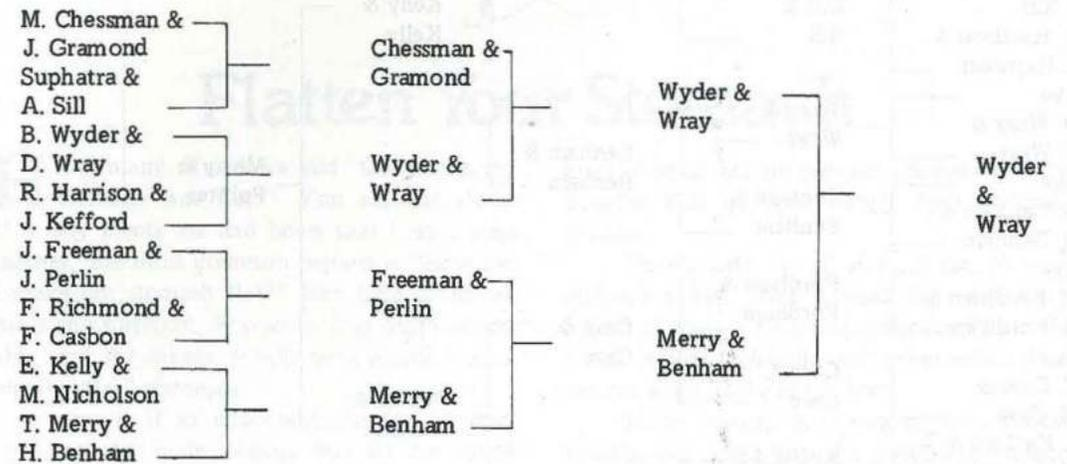 M. Chessman &
J. Gramond
Suphatra &
A. Sill
B. Wyder &
D. Wray
R. Harrison &
J. Kefford
J. Freeman &
J. Perlin
F. Richmond &
F. Casbon
E. Kelly &
M. Nicholson
T. Merry &
H. Benham
Chessman &
Gramond
Wyder &
Wray
Freeman &
Perlin
Merry &
Benham
Wyder &
Wray
Merry &
Benham
Wyder
&
Wray